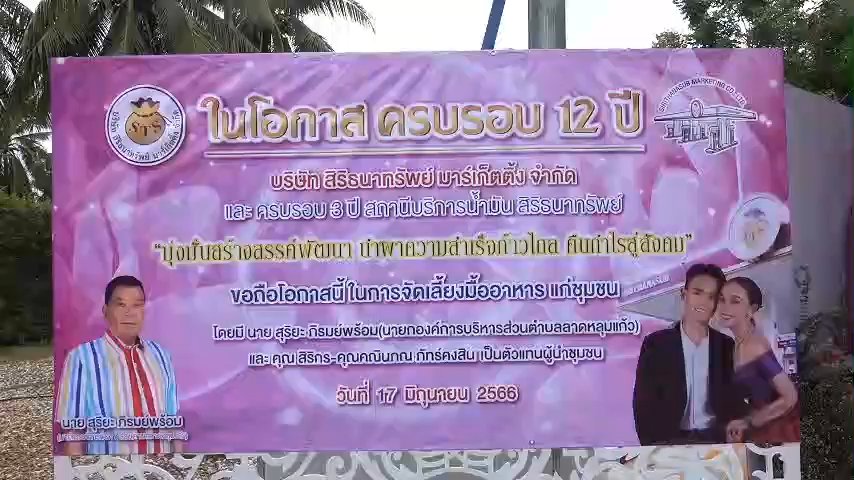 ในโอกาส ครบรอบ 12 ปี
STS
SIRITHANASUB MARKETING CO.,LTD.
บริษัท สิริธนาทรัพย์ มาร์เก็ตติ้ง จำกัด
และ ครบรอบ 3 ปี สถานีบริการน้ำมัน สิริธนาทรัพย์
“มุ่งมั่นสร้างสรรค์พัฒนา นำพาความสำเร็จก้าวไกล คืนกำไรสู่สังคม”
ขอถือโอกาสนี้ ในการจัดเลี้ยงมื้ออาหาร แก่ชุมชน
โดยมี นาย สุริยะ ภิรมย์พร้อม(นายกองค์การบริหารส่วนตำบลลาดหลุมแก้ว)
และ คุณ สิริกร-คุณคณินกณ ภัทร์คงสิน เป็นตัวแทนผู้นำชุมชน
วันที่ 17 มิถุนายน 2566
นาย สุริยะ ภิรมย์พร้อม